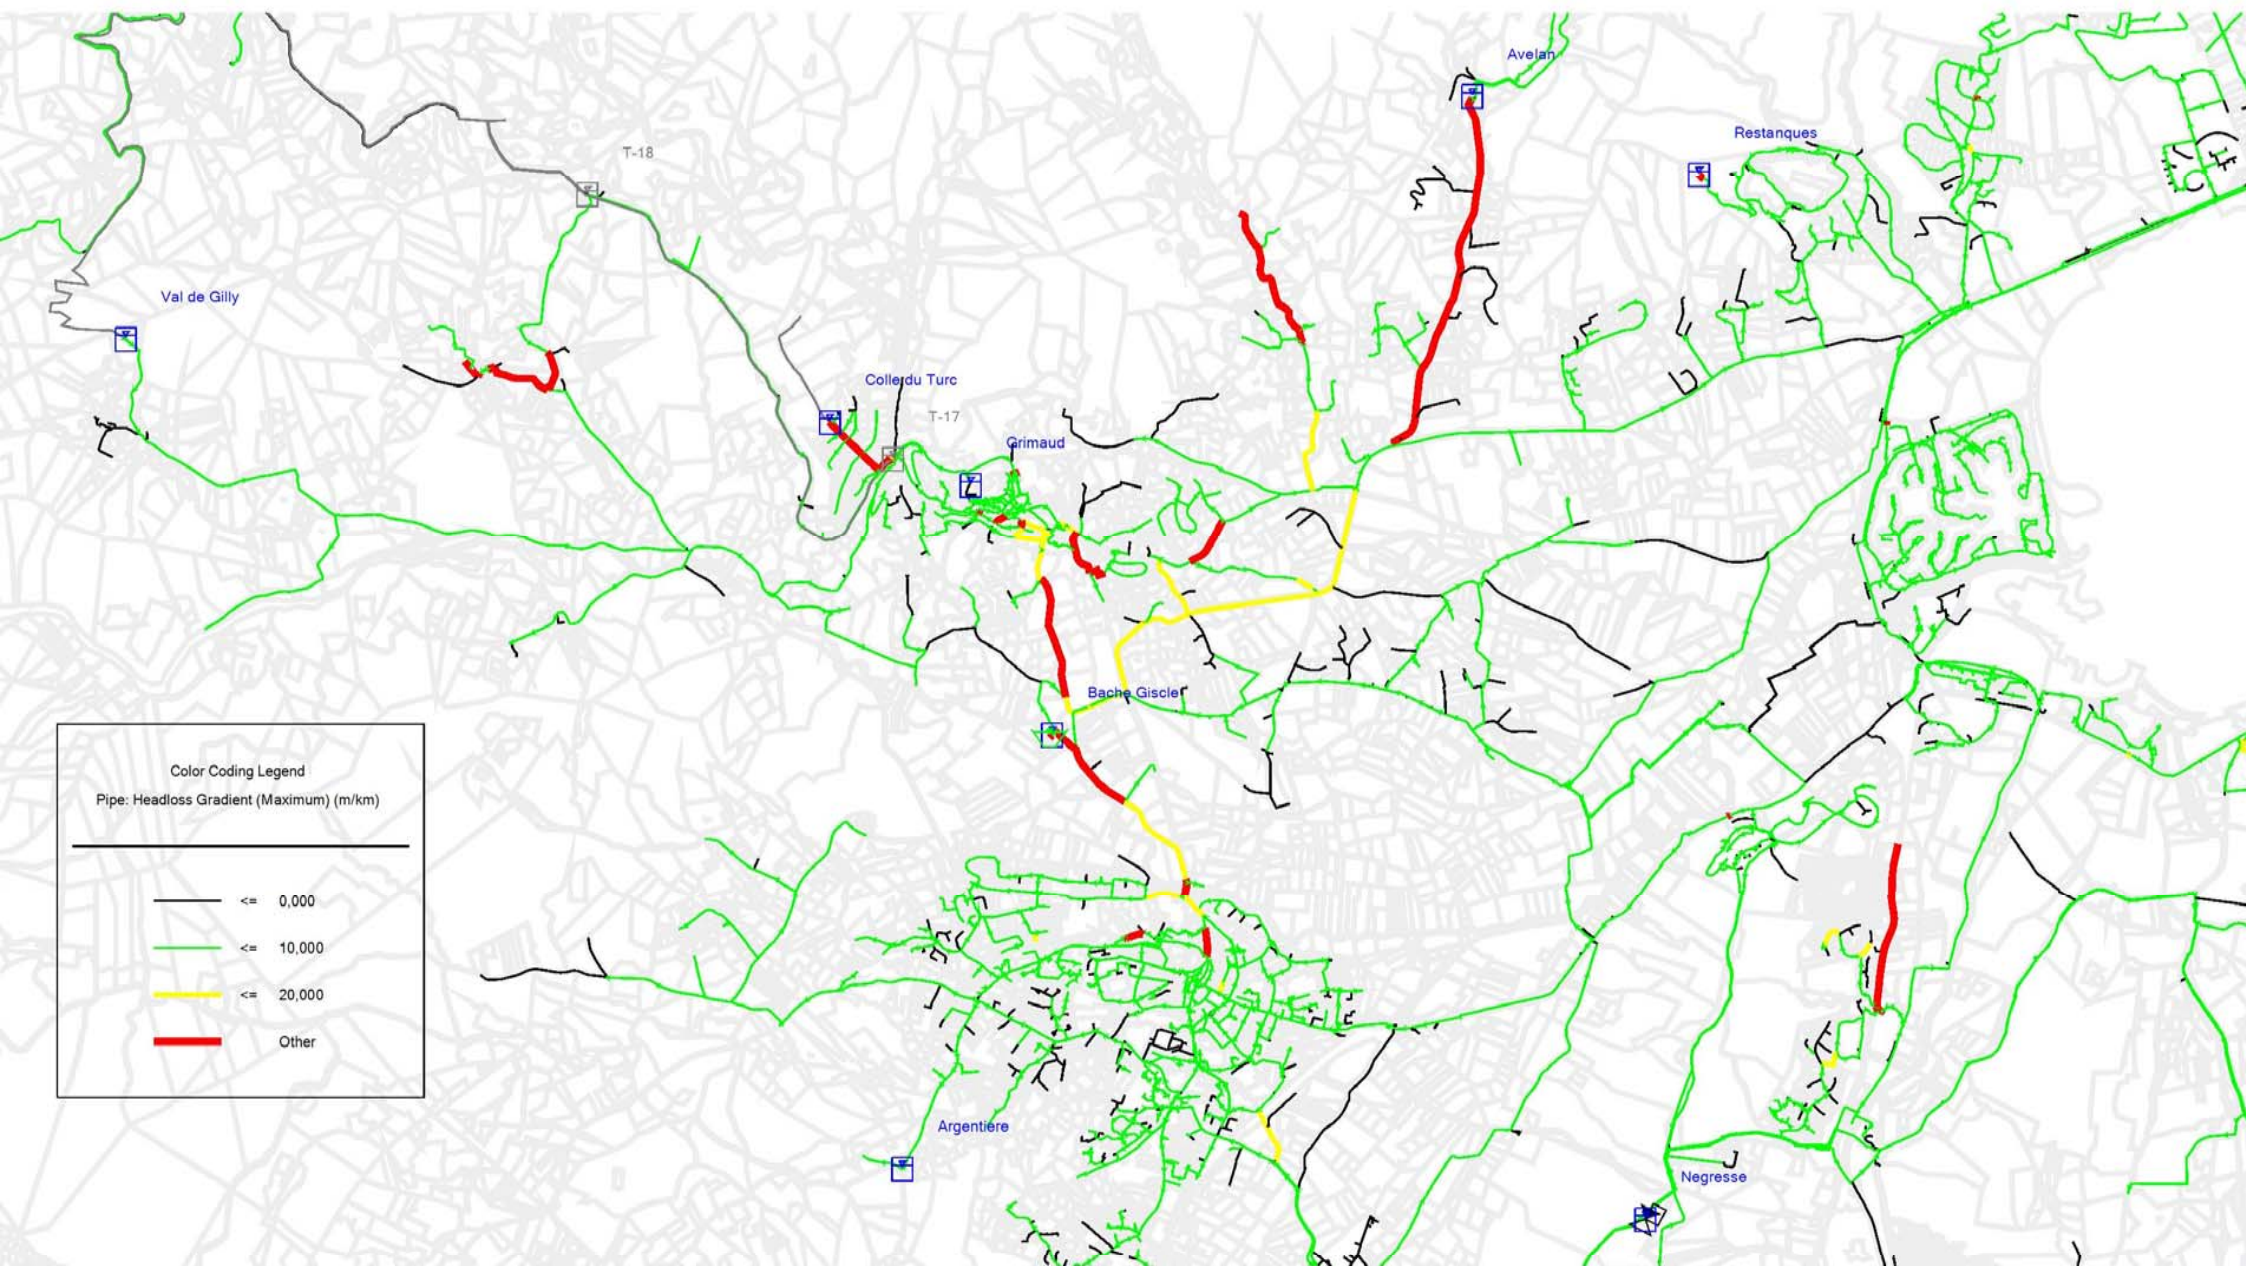 Avelan
Restanques
T-18
Val de Gilly
Colle du Turc
T-17
Grimaud
Bache Giscle
Color Coding Legend
Pipe: Headloss Gradient (Maximum) (m/km)
<= 0,000
<= 10,000
<= 20,000
Other
Argentiere
Negresse